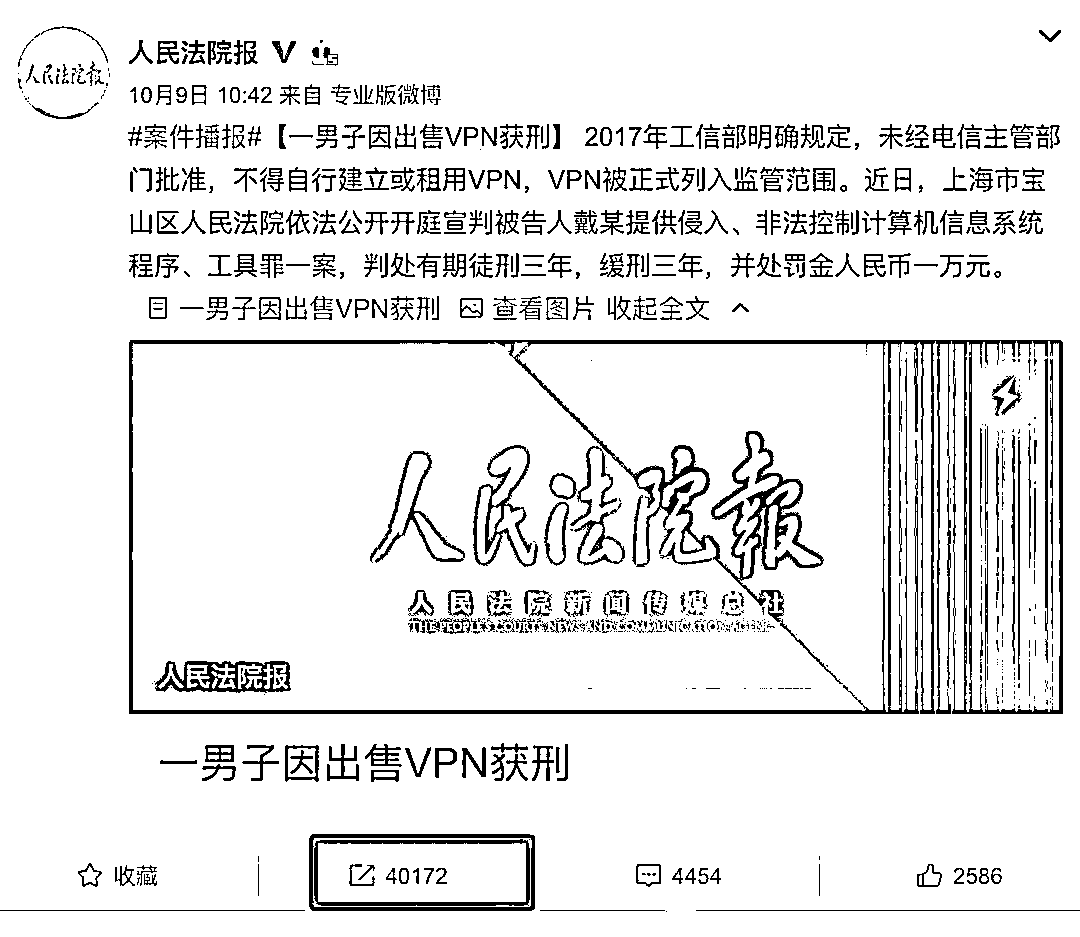 人民法院報
人民法院报 V
10月9日 10:42 来自 专业版微博
#案件播报#【一男子因出售VPN获刑】 2017年工信部明确规定，未经电信主管部
门批准，不得自行建立或租用VPN，VPN被正式列入监管范围。近日，上海市宝
山区人民法院依法公开开庭宣判被告人戴某提供侵入、非法控制计算机信息系统
程序、工具罪一案，判处有期徒刑三年，缓刑三年，并处罚金人民币一万元。
一男子因出售VPN获刑 查看图片 收起全文
人民法院報
人民法院新闻传媒总社
THE PEOPLE'S COURTS NEWS AND COMMUNICATION AGENCY
人民法院报
一男子因出售VPN获刑
收藏 40172 4454 2586